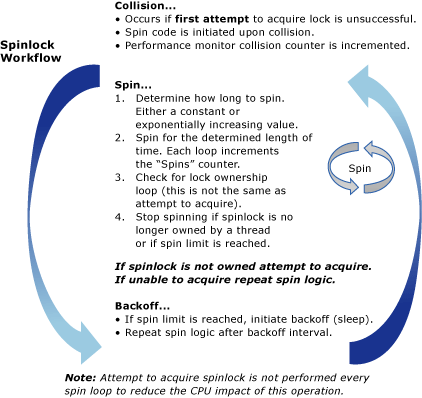 Collision...
• Occurs if first attempt to acquire lock is unsuccessful.
• Spin code is initiated upon collision.
• Performance monitor collision counter is incremented.
Spinlock
Workflow
Spin...
1. Determine how long to spin.
Either a constant or
exponentially increasing value.
2. Spin for the determined length of
time. Each loop increments
the “Spins” counter.
3. Check for lock ownership
loop (this is not the same as
attempt to acquire).
4. Stop spinning if spinlock is no
longer owned by a thread
or if spin limit is reached.
Spin
If spinlock is not owned attempt to acquire.
If unable to acquire repeat spin logic.
Backoff...
• If spin limit is reached, initiate backoff (sleep).
• Repeat spin logic after backoff interval.
Note: Attempt to acquire spinlock is not performed every
spin loop to reduce the CPU impact of this operation.